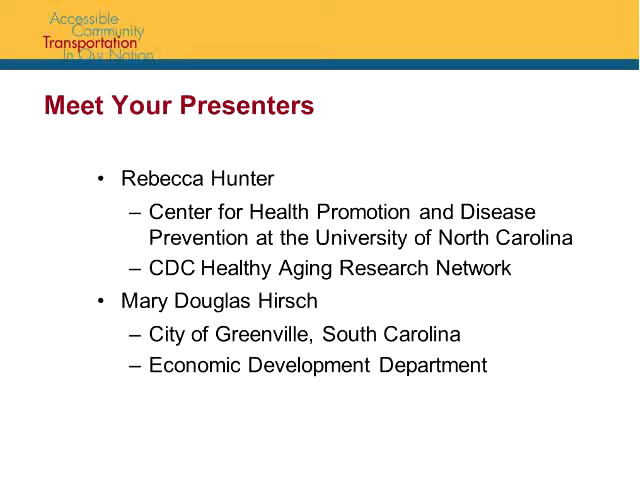 Accessible
Community
Transportation
In Our Nation
Meet Your Presenters
• Rebecca Hunter
– Center for Health Promotion and Disease
Prevention at the University of North Carolina
– CDC Healthy Aging Research Network
• Mary Douglas Hirsch
– City of Greenville, South Carolina
– Economic Development Department